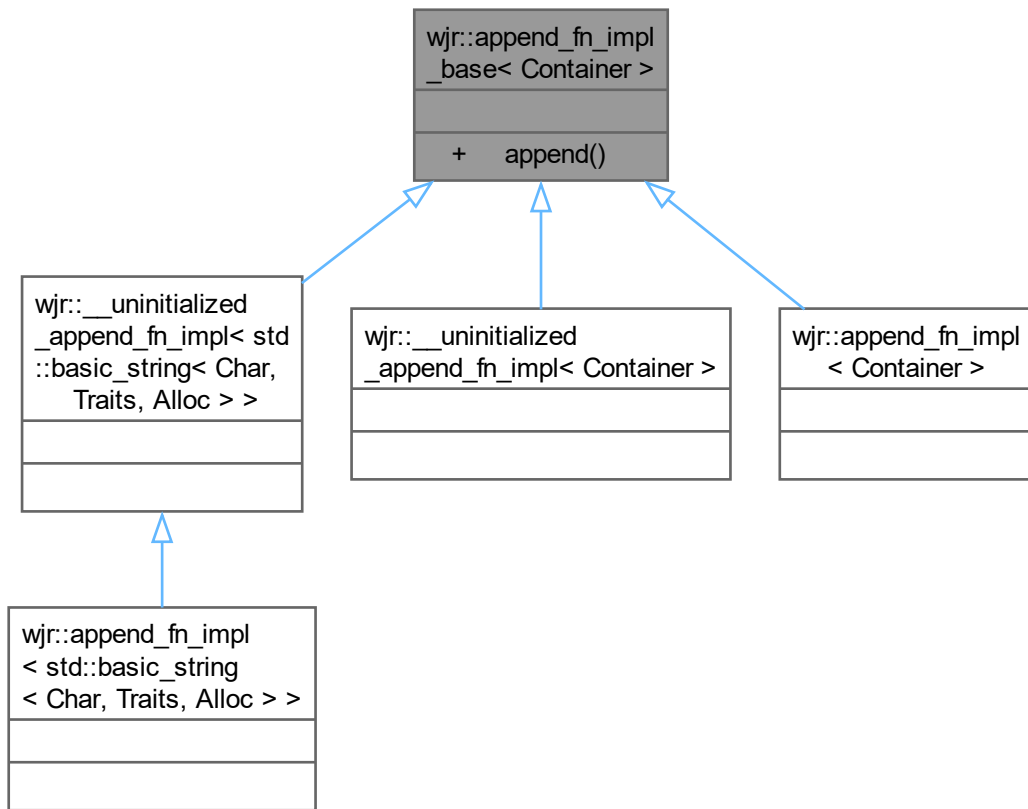 wjr::append_fn_impl
_base< Container >
+ append()
wjr::__uninitialized
_append_fn_impl< std
::basic_string< Char,
Traits, Alloc > >
wjr::__uninitialized
_append_fn_impl< Container >
wjr::append_fn_impl
< Container >
wjr::append_fn_impl
< std::basic_string
< Char, Traits, Alloc > >